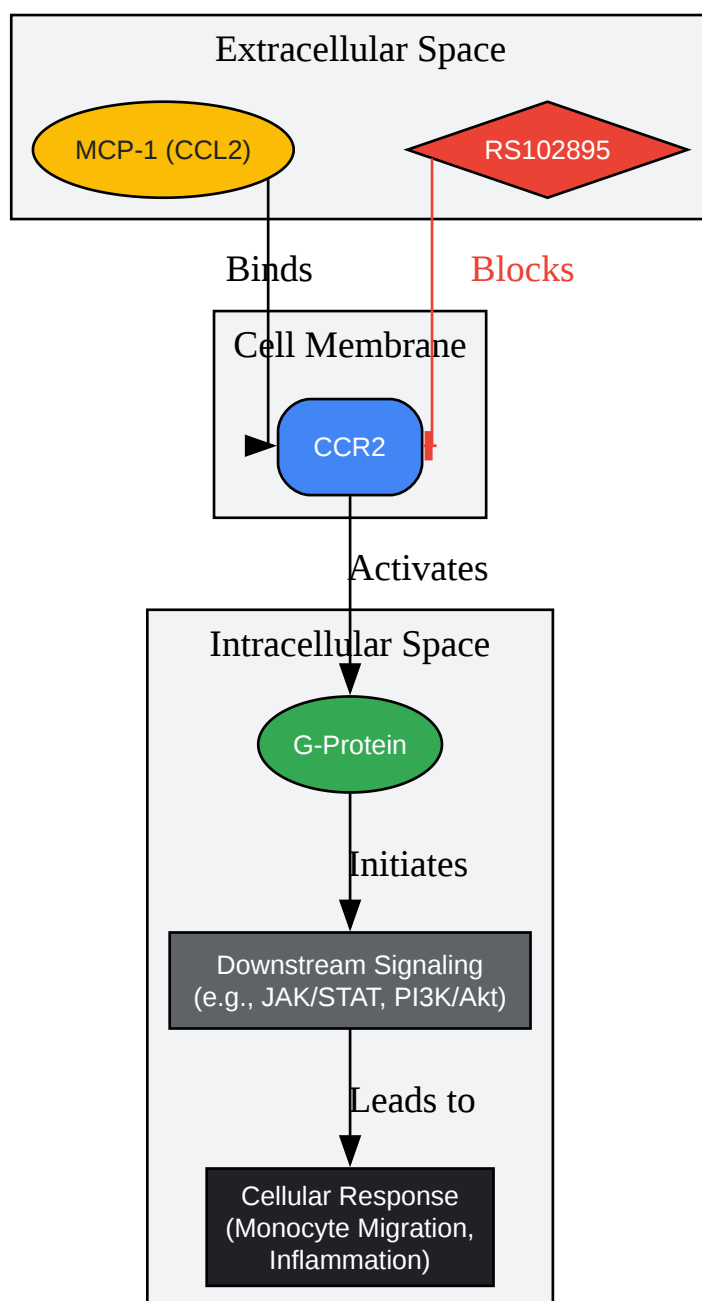 Extracellular Space
MCP-1 (CCL2)
RS102895
Binds
Blocks
Cell Membrane
CCR2
Activates
Intracellular Space
G-Protein
Initiates
Downstream Signaling
(e.g., JAK/STAT, PI3K/Akt)
Leads to
Cellular Response
(Monocyte Migration,
Inflammation)